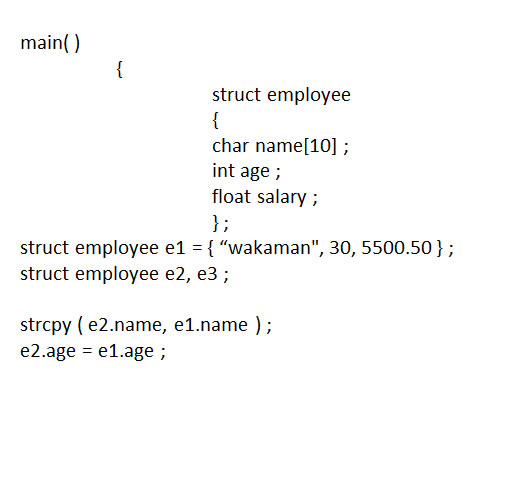 main( )
{
struct employee
{
char name[10] ;
int age ;
float salary ;
} ;
struct employee e1 = { “wakaman", 30, 5500.50 } ;
struct employee e2, e3 ;
strcpy ( e2.name, e1.name ) ;
e2.age = e1.age ;